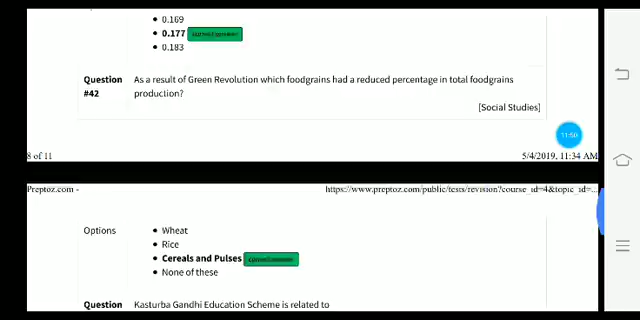 • 0.169
• 0.177
• 0.183
Question #42
As a result of Green Revolution which foodgrains had a reduced percentage in total foodgrains
production?
[Social Studies]
11:50
8 of 11
5/4/2019, 11:34 AM
Preptoz.com -
https://www.preptoz.com/public/tests/revision?course_id=4&topic_id=...
Options
• Wheat
• Rice
• Cereals and Pulses
• None of these
Question
Kasturba Gandhi Education Scheme is related to